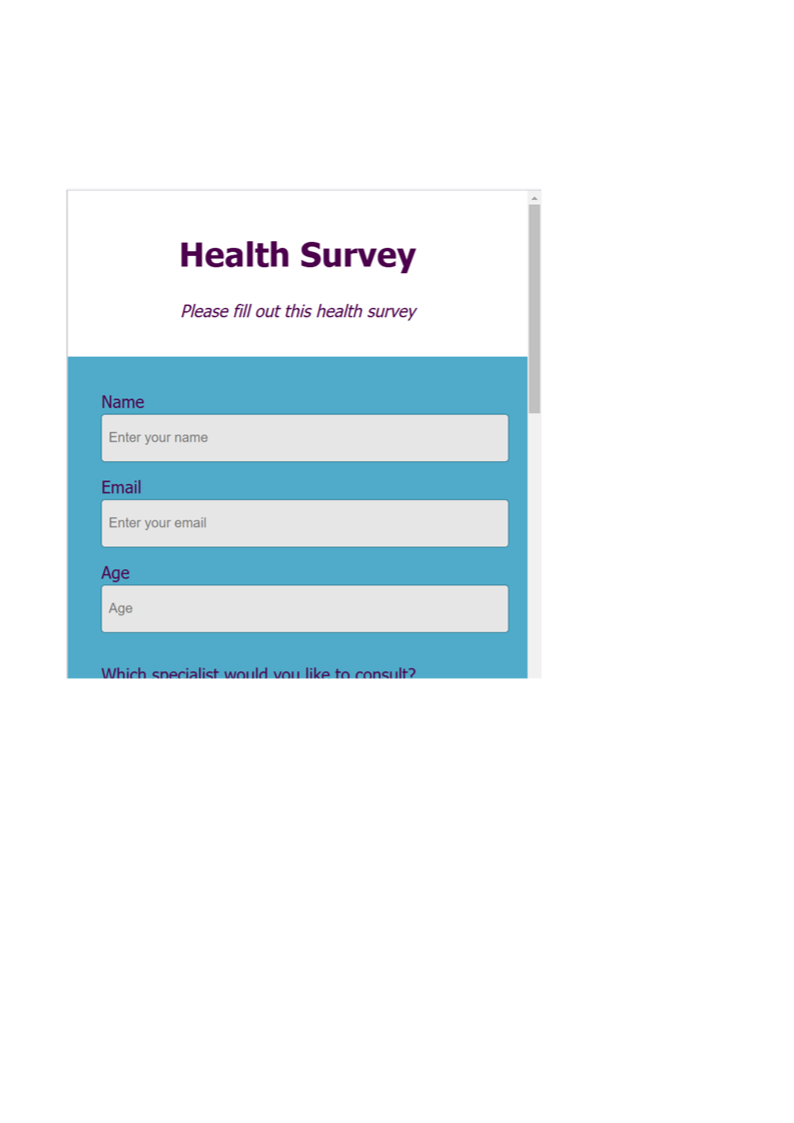 Health Survey
Please fill out this health survey
Name
Enter your name
Email
Enter your email
Age
Age
Which specialist would you like to consult?